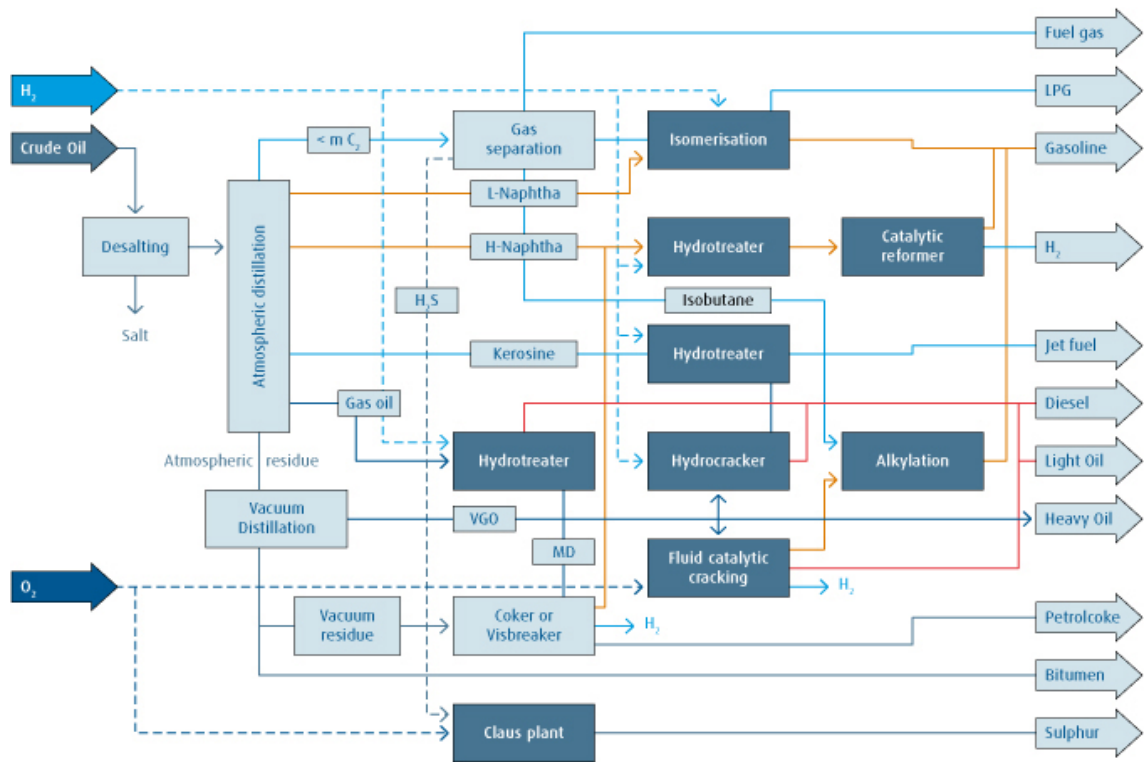 Fuel gas
H₂
LPG
Crude Oil
< m C₂
Gas
separation
Isomerisation
Gasoline
L-Naphtha
Desalting
Atmospheric distillation
H-Naphtha
Hydrotreater
Catalytic
reformer
H₂
H₂S
Isobutane
Salt
Kerosine
Hydrotreater
Jet fuel
Gas oil
Diesel
Atmospheric residue
Hydrotreater
Hydrocracker
Alkylation
Light Oil
Vacuum
Distillation
VGO
Heavy Oil
MD
Fluid catalytic
cracking
O₂
H₂
Vacuum
residue
Coker or
Visbreaker
H₂
Petrolcoke
Bitumen
Claus plant
Sulphur